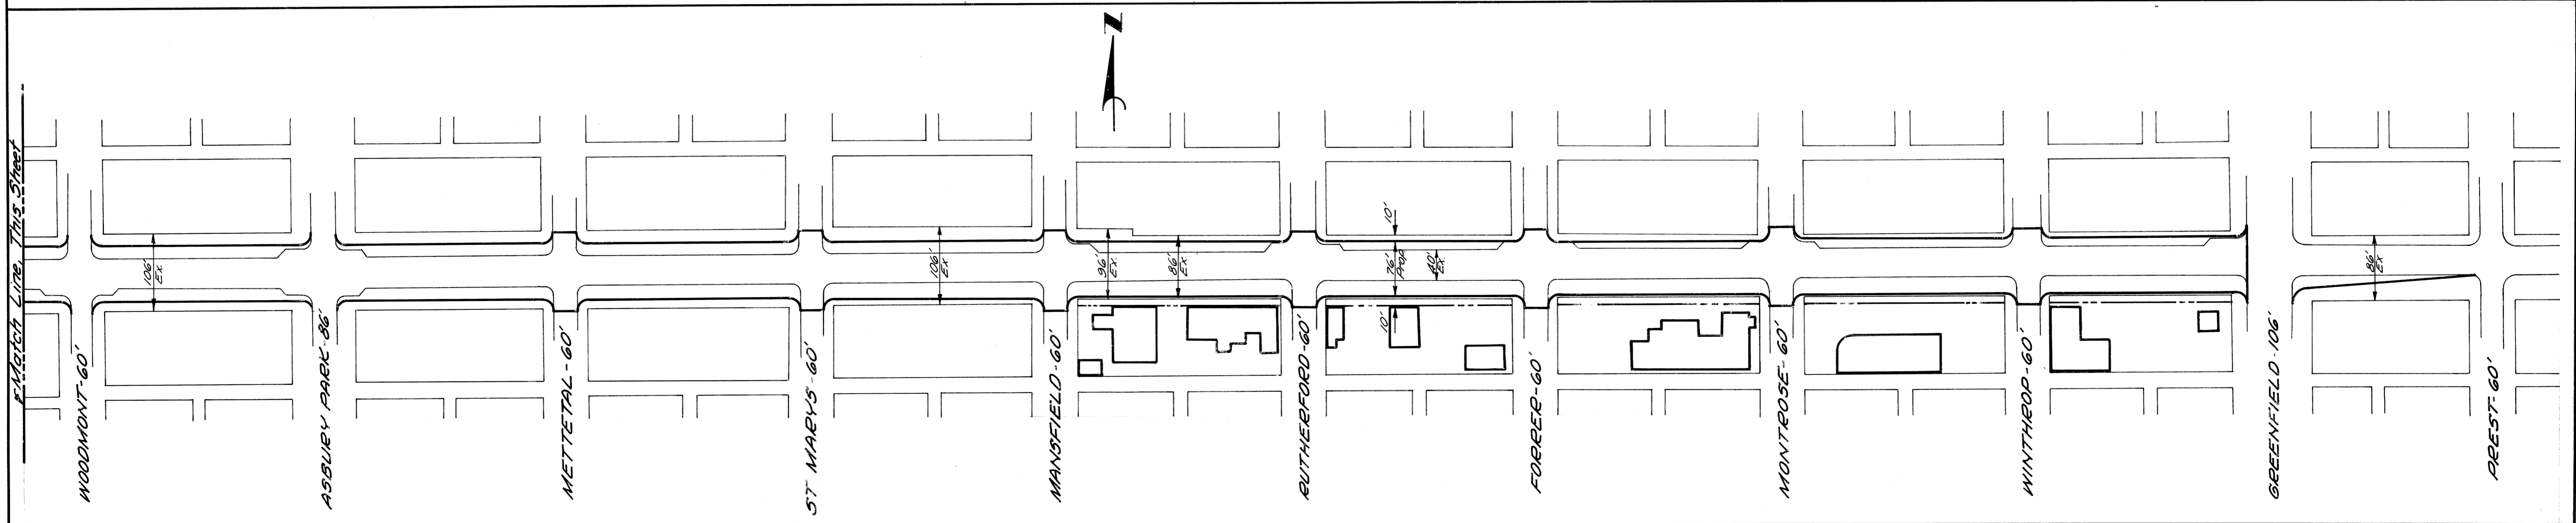 N
Match Line, This Sheet
106' Ex.
106' Ex.
96' Ex.
86' Ex.
10'
76' Prop
40' Ex.
10'
86' Ex
WOODMONT-60'
ASBURY PARK-86'
METTETAL-60'
ST MARYS-60'
MANSFIELD-60'
RUTHERFORD-60'
FORRER-60'
MONTROSE-60'
WINTHROP-60'
GREENFIELD-106'
PREST-60'